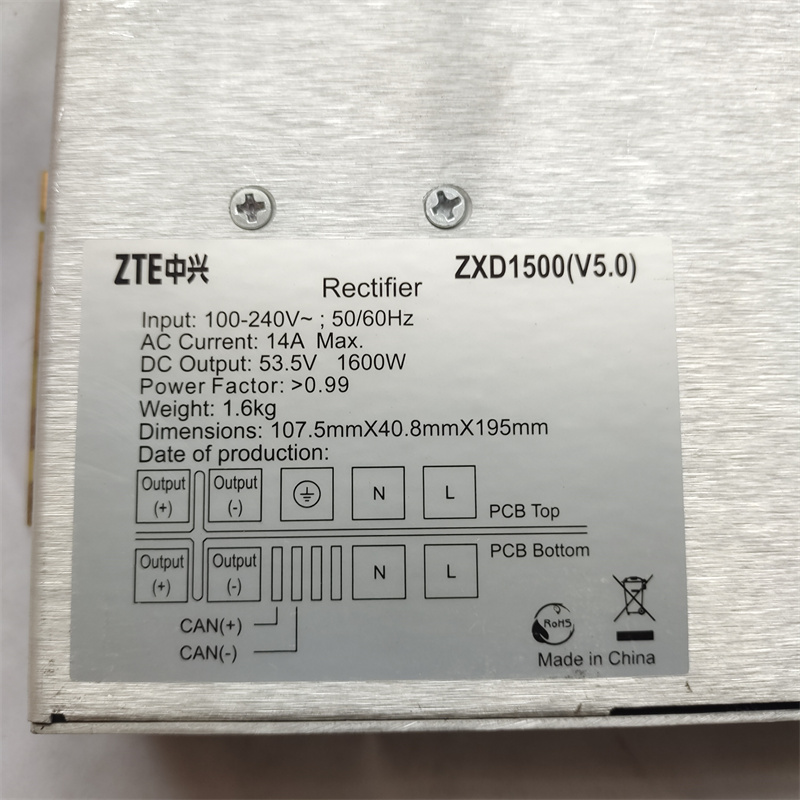 ZTE中兴
ZXD1500(V5.0)
Rectifier
Input: 100-240V~ ; 50/60Hz
AC Current: 14A Max.
DC Output: 53.5V 1600W
Power Factor: >0.99
Weight: 1.6kg
Dimensions: 107.5mmX40.8mmX195mm
Date of production:
Output (+) Output (-) N L PCB Top
Output (+) Output (-) N L PCB Bottom
CAN(+)
CAN(-)
RoHS
Made in China